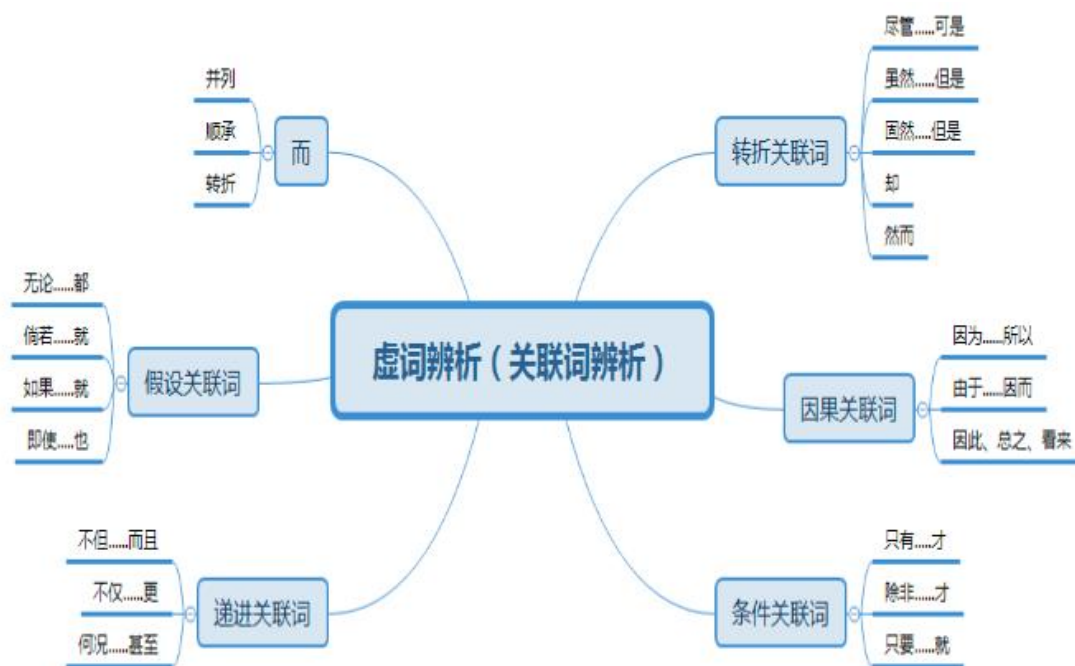 虚词辨析（关联词辨析）
而
并列
顺承
转折
假设关联词
无论......都
倘若......就
如果......就
即使.....也
递进关联词
不但......而且
不仅......更
何况......甚至
转折关联词
尽管......可是
虽然......但是
固然.....但是
却
然而
因果关联词
因为......所以
由于......因而
因此、总之、看来
条件关联词
只有.....才
除非......才
只要......就